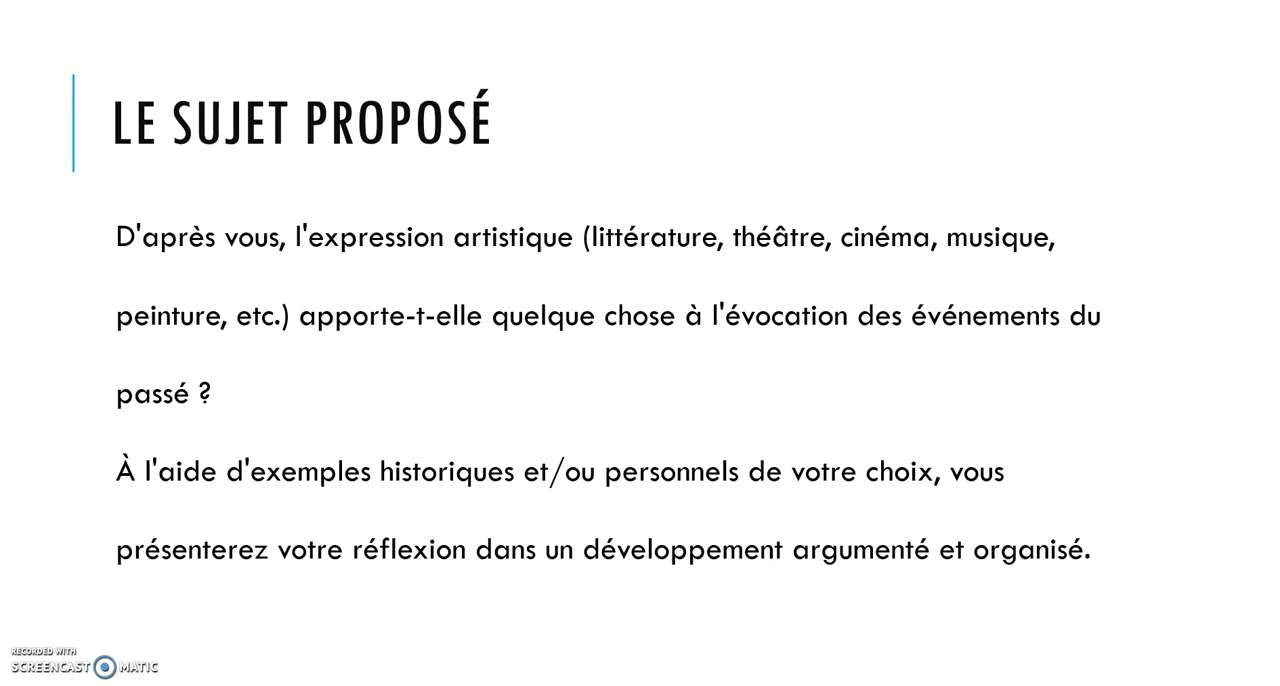 LE SUJET PROPOSÉ
D'après vous, l'expression artistique (littérature, théâtre, cinéma, musique,
peinture, etc.) apporte-t-elle quelque chose à l'évocation des événements du
passé ?
À l'aide d'exemples historiques et/ou personnels de votre choix, vous
présenterez votre réflexion dans un développement argumenté et organisé.
RECORDED WITH
SCREENCAST MATIC